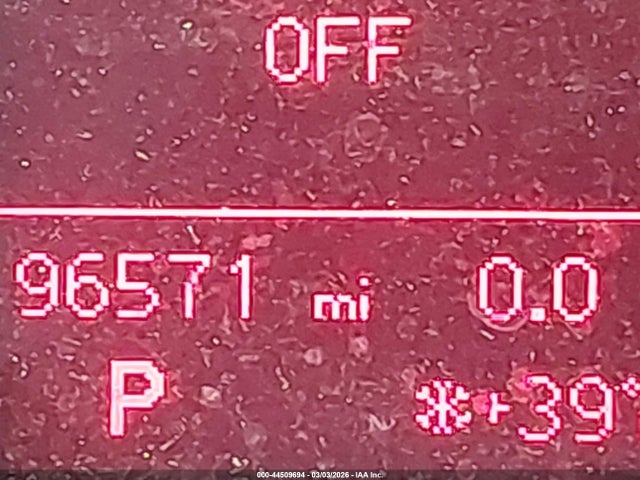 OFF
96571 mi 0.0
P ❄+39°
000-44509694 - 03/03/2026 - IAA Inc.